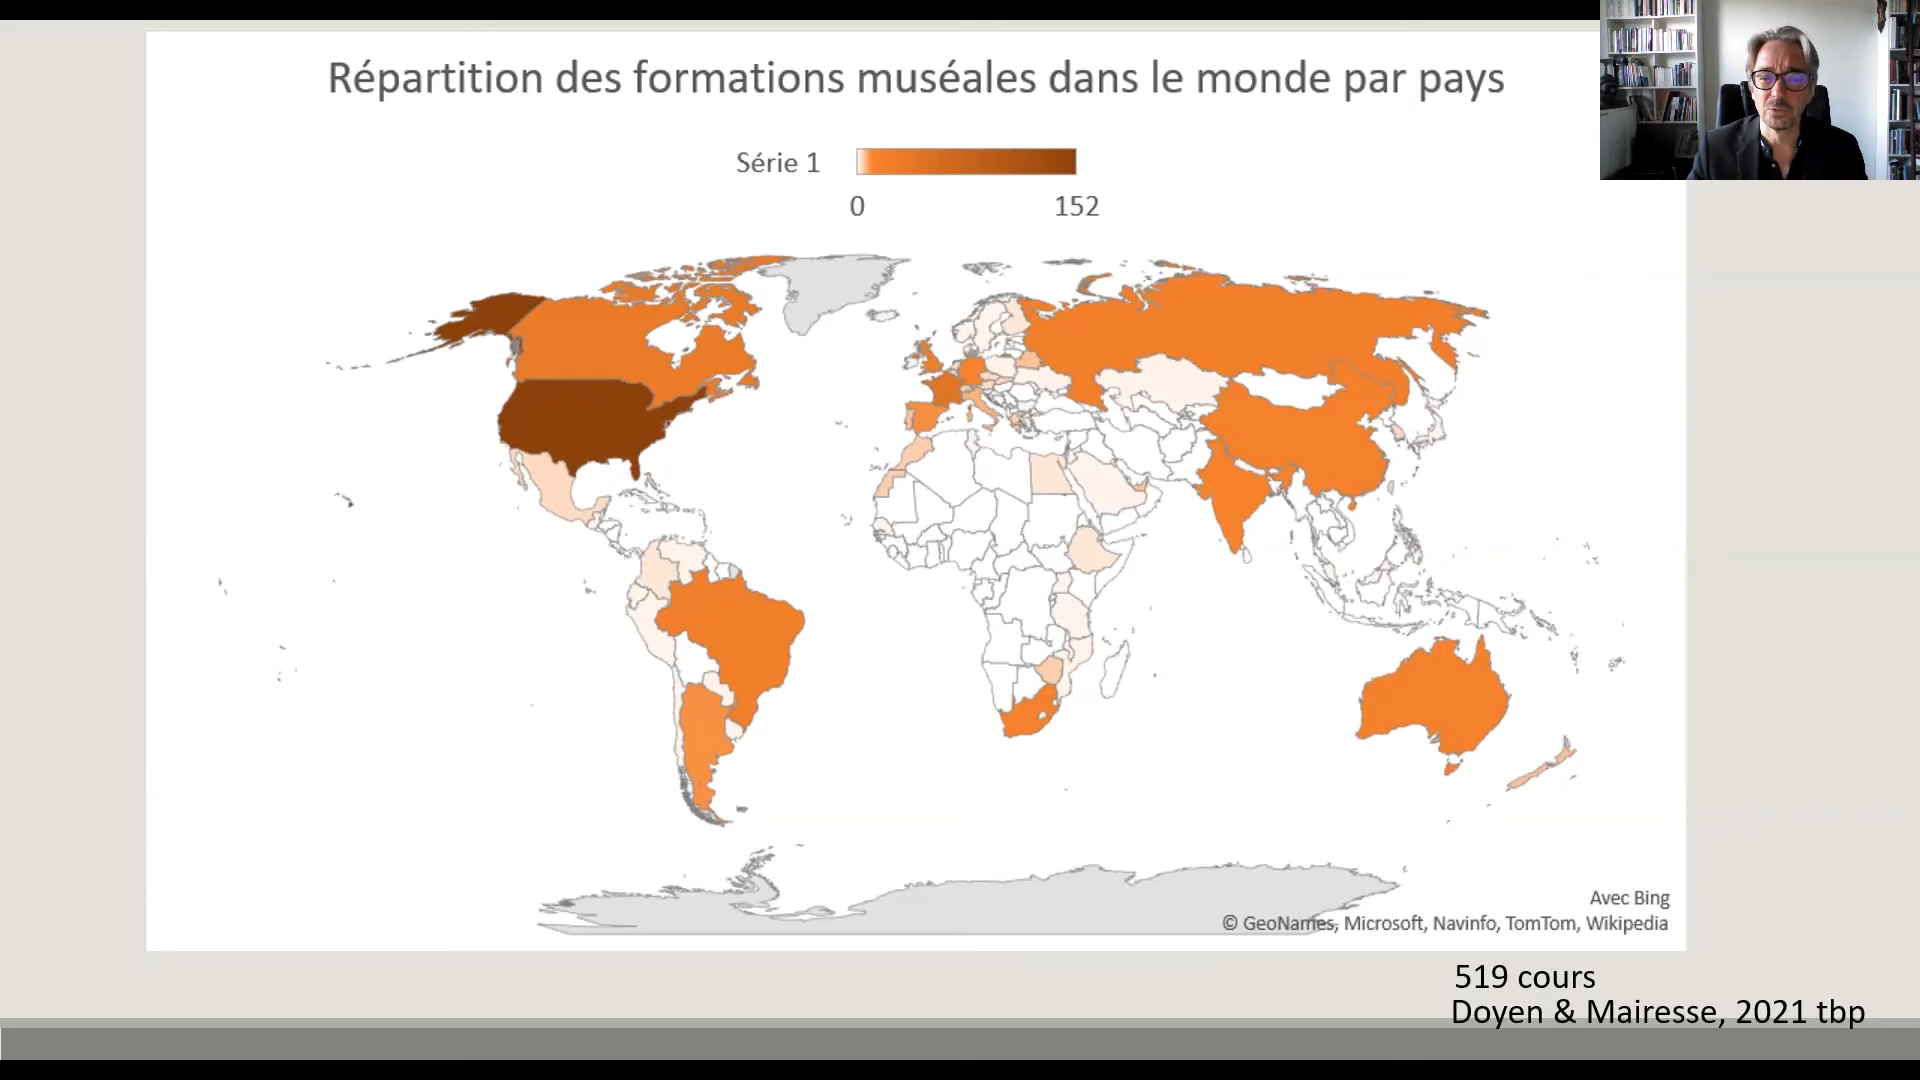 Répartition des formations muséales dans le monde par pays
Série 1
0
152
Avec Bing
© GeoNames, Microsoft, Navinfo, TomTom, Wikipedia
519 cours
Doyen & Mairesse, 2021 tbp